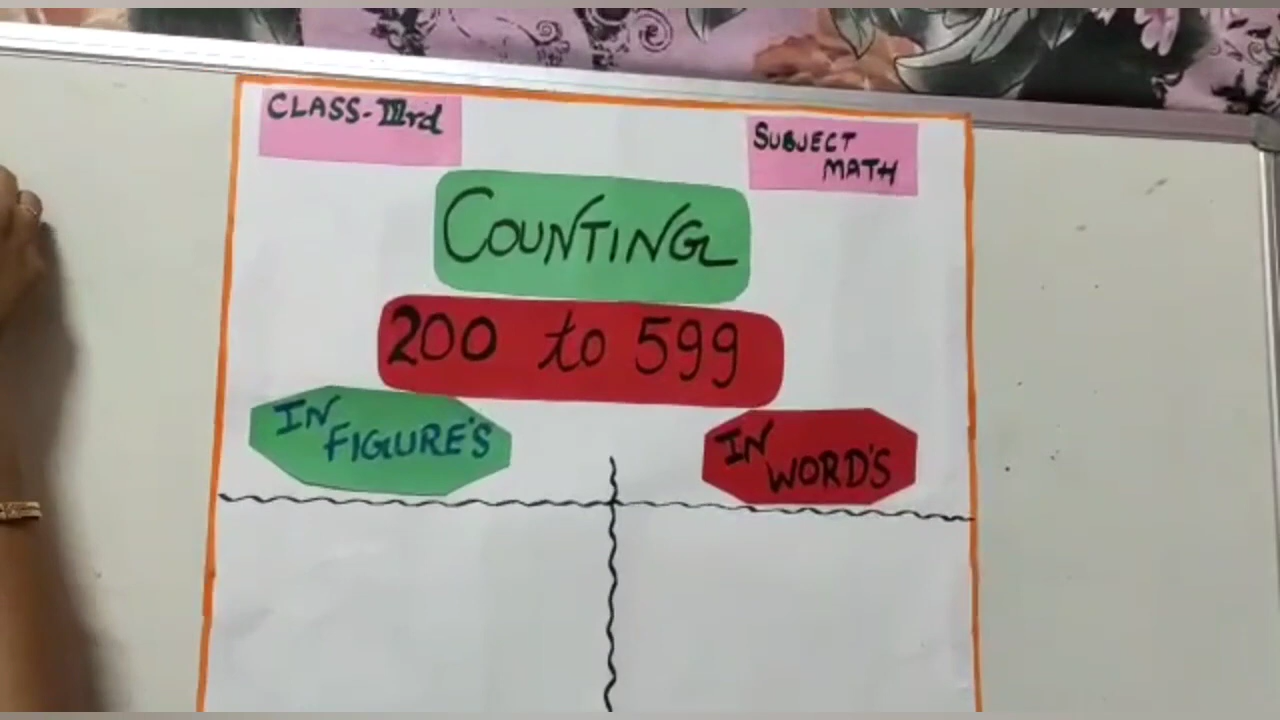 CLASS-IIIrd
SUBJECT
MATH
COUNTING
200 to 599
IN
FIGURE'S
IN
WORD'S